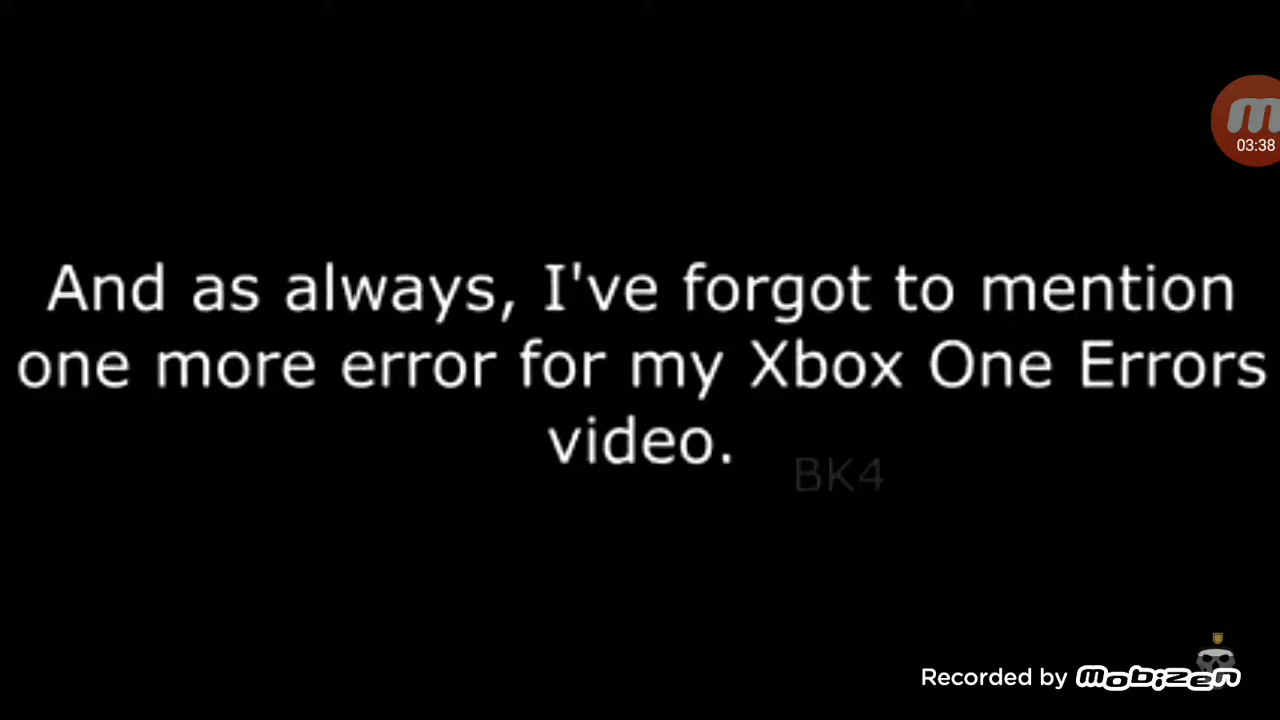 m
03:38
And as always, I've forgot to mention
one more error for my Xbox One Errors
video.
BK4
Recorded by mobizen